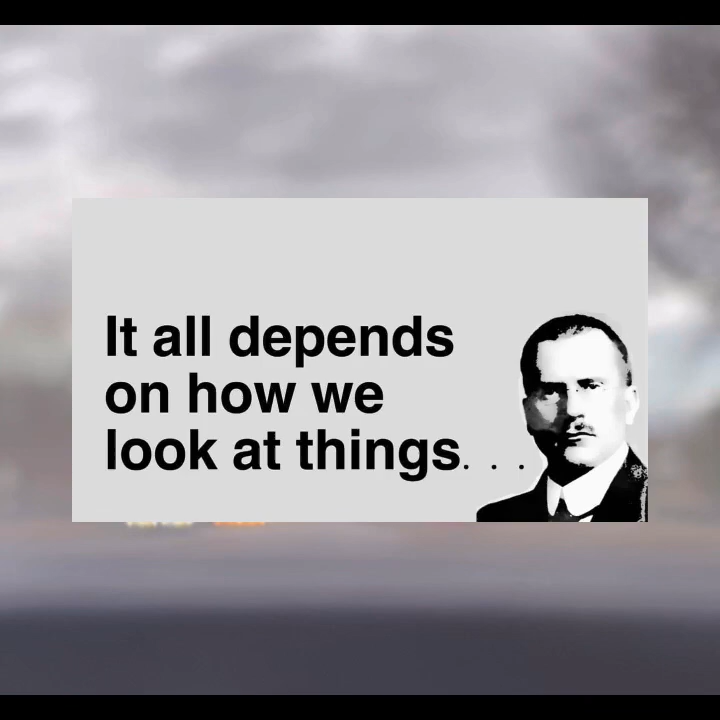 It all depends
on how we
look at things. . .